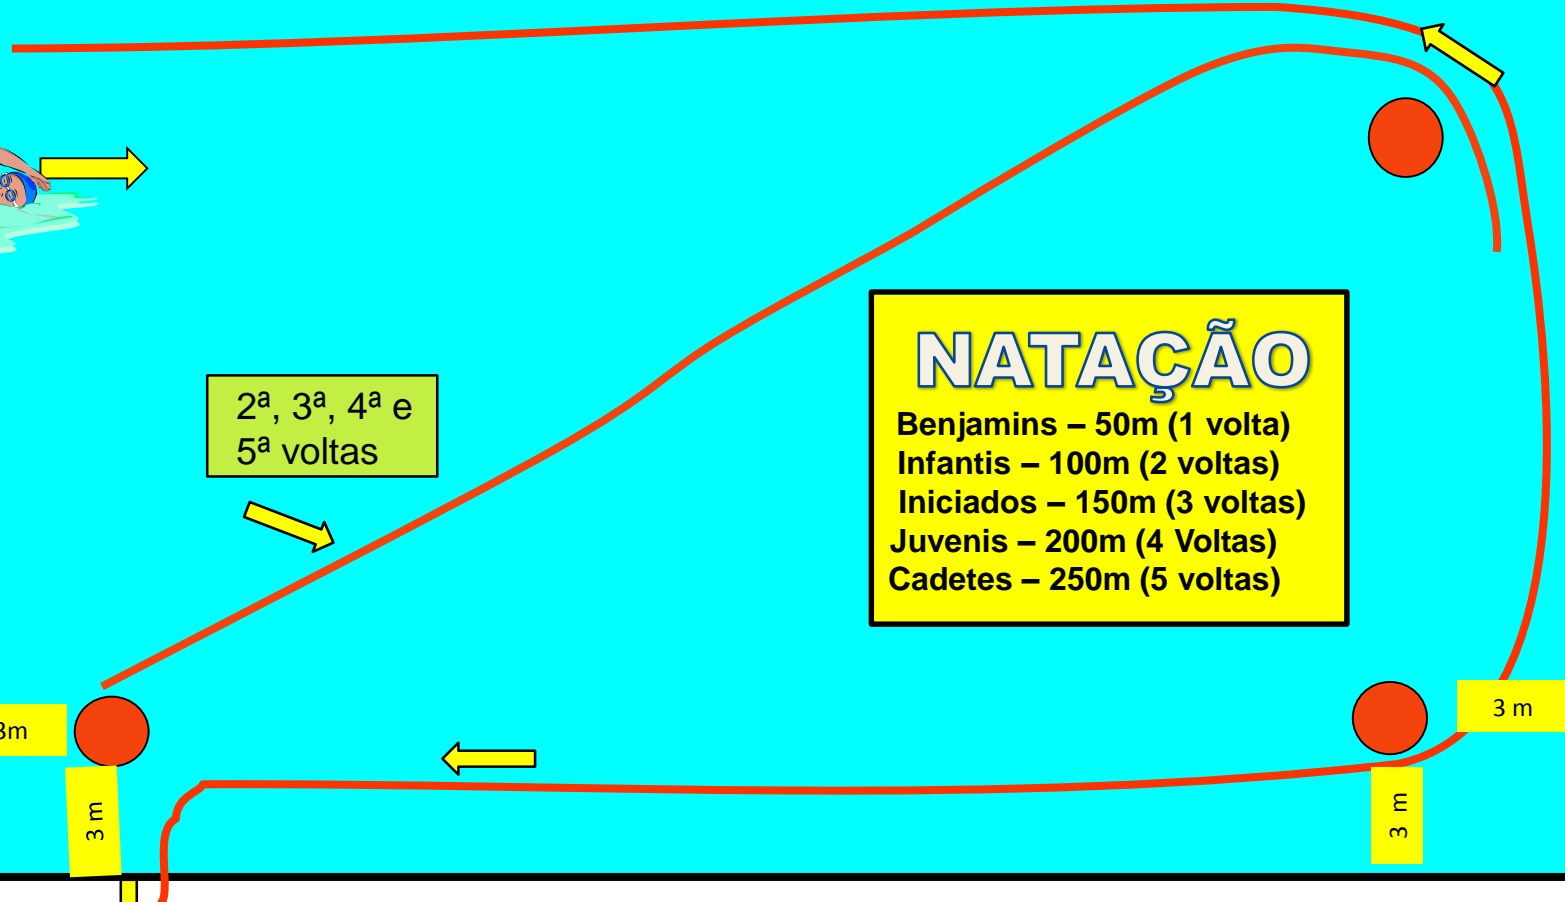 NATAÇÃO
Benjamins – 50m (1 volta)
Infantis – 100m (2 voltas)
Iniciados – 150m (3 voltas)
Juvenis – 200m (4 Voltas)
Cadetes – 250m (5 voltas)
2ª, 3ª, 4ª e
5ª voltas
3m
3 m
3 m
3 m